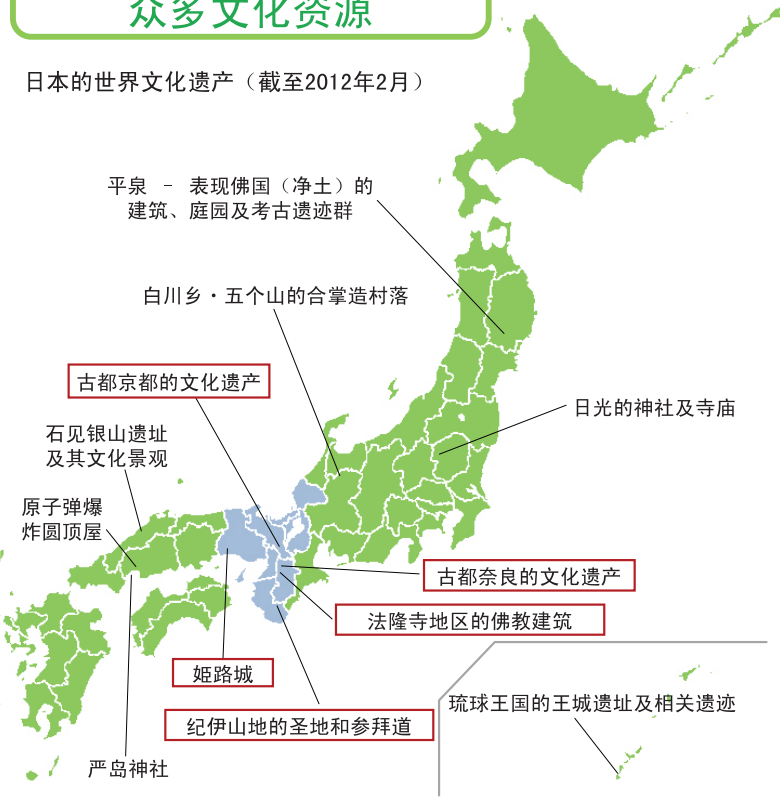 众多文化资源
日本的世界文化遗产（截至2012年2月）
平泉 － 表现佛国（净土）的
建筑、庭园及考古遗迹群
白川乡・五个山的合掌造村落
古都京都的文化遗产
日光的神社及寺庙
石见银山遗址
及其文化景观
原子弹爆
炸圆顶屋
古都奈良的文化遗产
法隆寺地区的佛教建筑
姬路城
纪伊山地的圣地和参拜道
琉球王国的王城遗址及相关遗迹
严岛神社